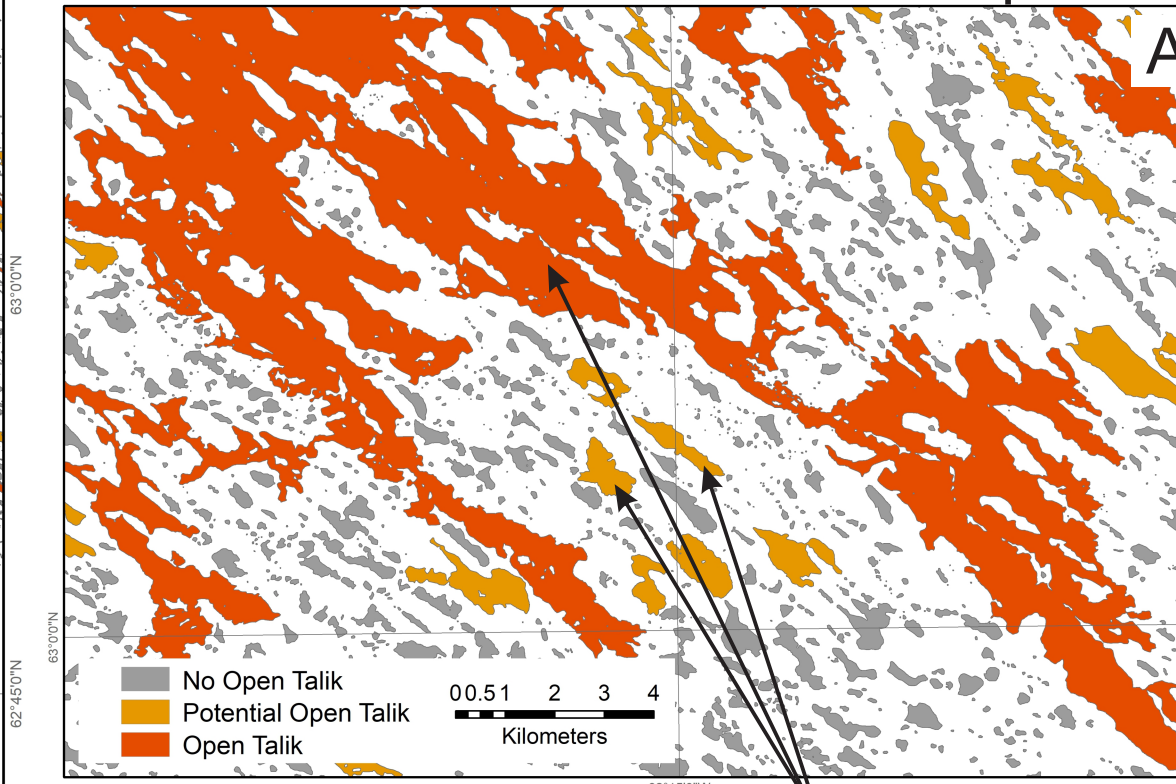 A
63°0'0"N
63°0'0"N
62°45'0"N
No Open Talik
Potential Open Talik
Open Talik
0 0.5 1 2 3 4
Kilometers